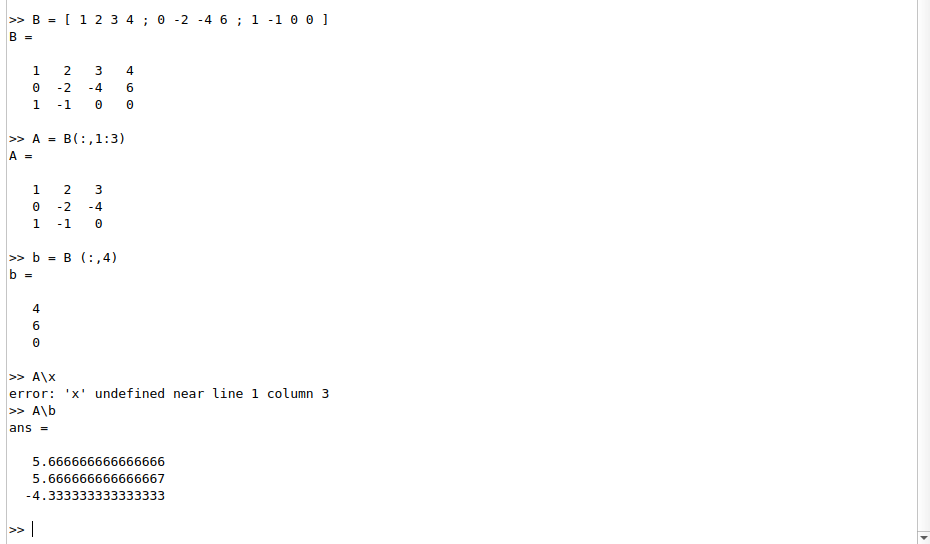 >> B = [ 1 2 3 4 ; 0 -2 -4 6 ; 1 -1 0 0 ]
B =
1 2 3 4
0 -2 -4 6
1 -1 0 0
>> A = B(:,1:3)
A =
1 2 3
0 -2 -4
1 -1 0
>> b = B (:,4)
b =
4
6
0
>> A\x
error: 'x' undefined near line 1 column 3
>> A\b
ans =
5.666666666666666
5.666666666666667
-4.333333333333333
>>